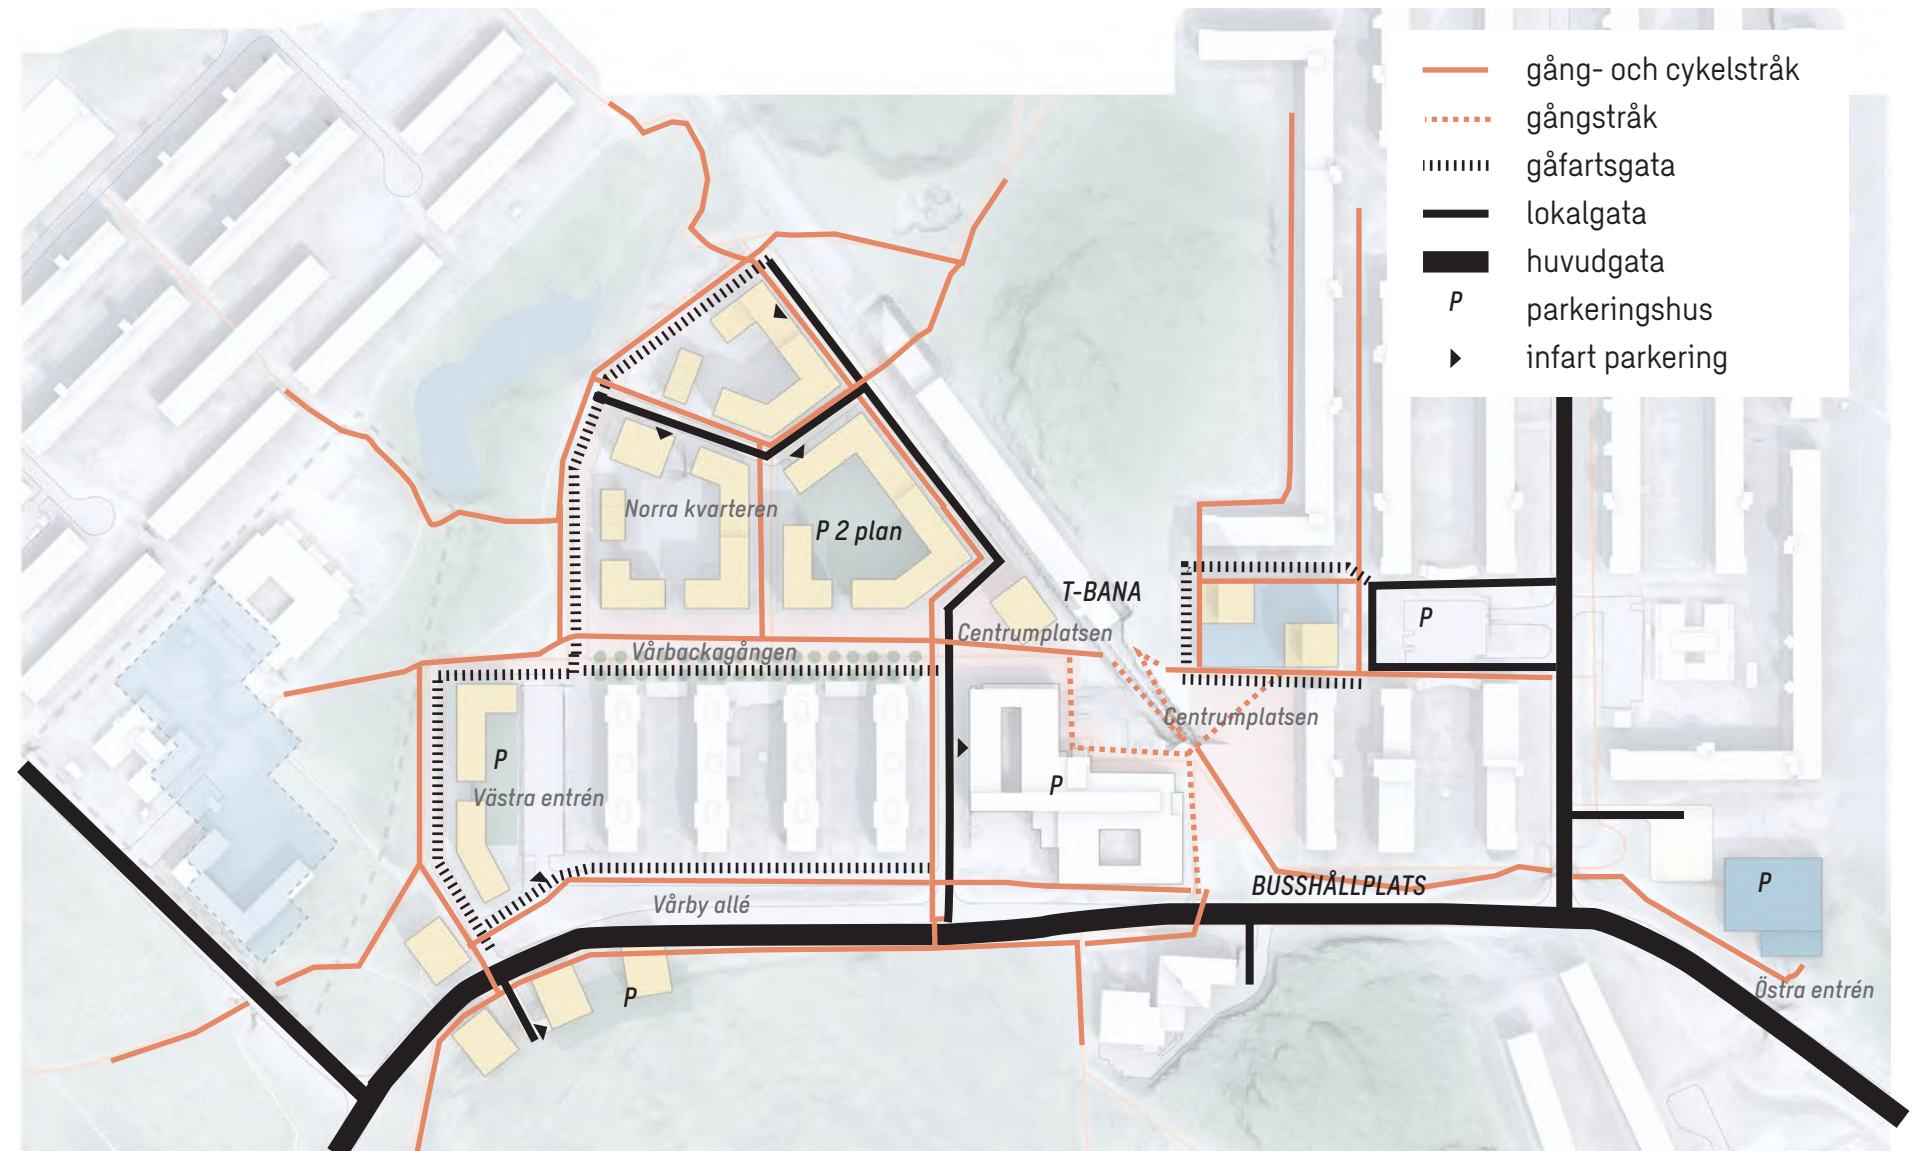 gång- och cykelstråk
gångstråk
gåfartsgata
lokalgata
huvudgata
P
parkeringshus
infart parkering
Norra kvarteren
P 2 plan
T-BANA
P
Centrumplatsen
Vårbackagången
Centrumplatsen
P
Västra entrén
P
BUSSHÅLLPLATS
P
Vårby allé
P
Östra entrén